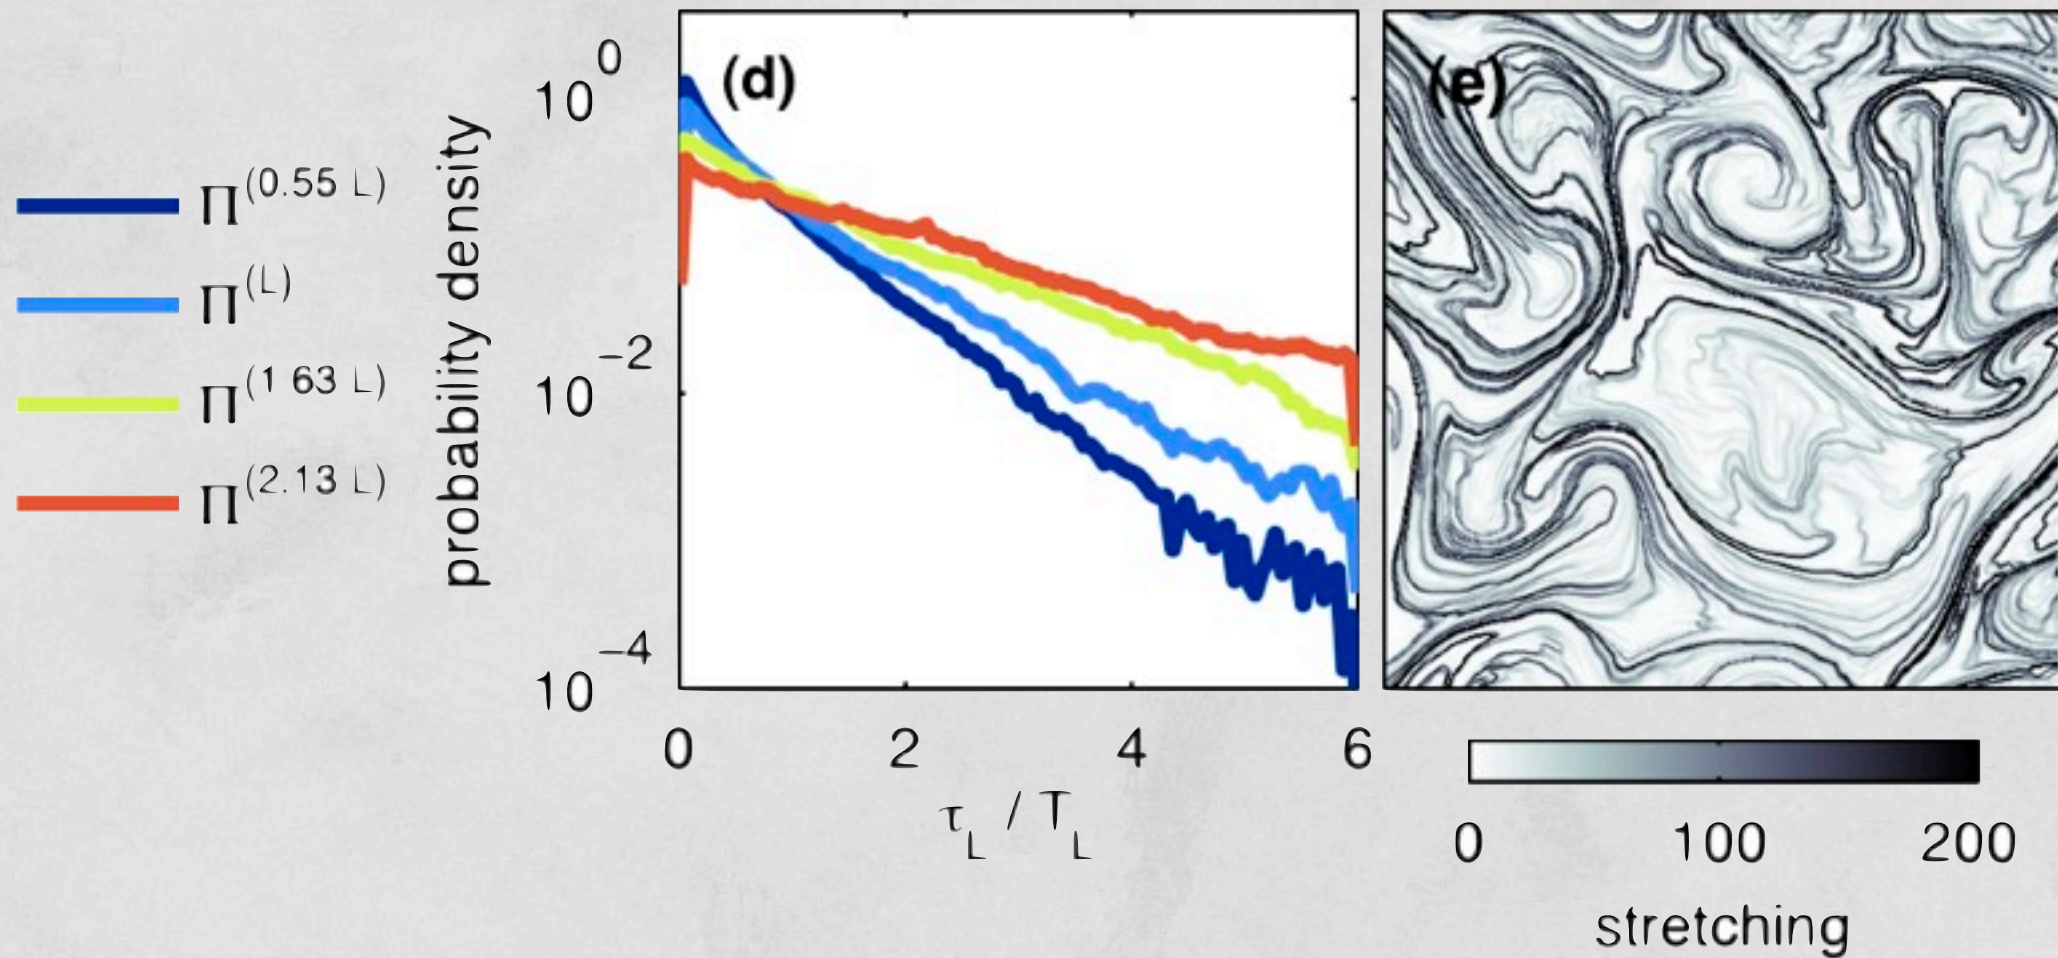 Π^(0.55 L)
Π^(L)
Π^(1 63 L)
Π^(2.13 L)
probability density
10^0
10^−2
10^−4
(d)
0 2 4 6
τ_L / T_L
(e)
0 100 200
stretching